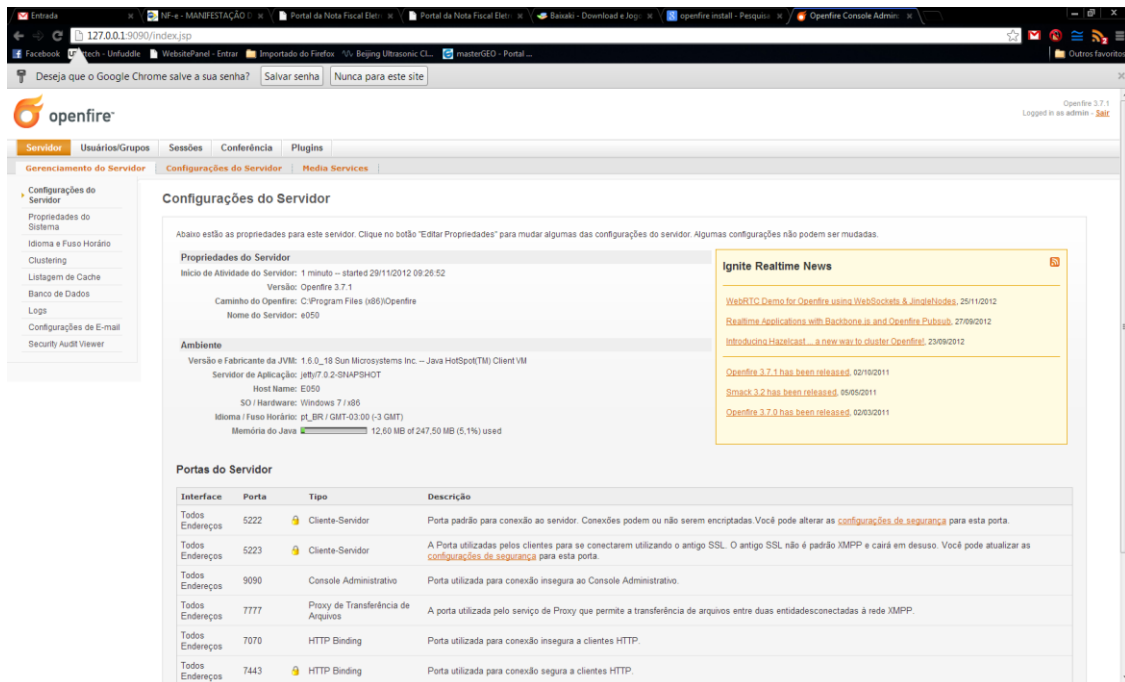 Entrada
NF-e - MANIFESTAÇÃO D
Portal da Nota Fiscal Eletr
Portal da Nota Fiscal Eletr
Baixaki - Download e Jogo
openfire install - Pesquisa
Openfire Console Admin:
127.0.0.1:9090/index.jsp
Facebook
ttech - Unfuddle
WebsitePanel - Entrar
Importado do Firefox
Beijing Ultrasonic Cl...
masterGEO - Portal ...
Outros favoritos
Deseja que o Google Chrome salve a sua senha?
Salvar senha
Nunca para este site
openfire
Openfire 3.7.1
Logged in as admin - Sair
Servidor
Usuários/Grupos
Sessões
Conferência
Plugins
Gerenciamento do Servidor
Configurações do Servidor
Media Services
Configurações do
Servidor
Propriedades do
Sistema
Idioma e Fuso Horário
Clustering
Listagem de Cache
Banco de Dados
Logs
Configurações de E-mail
Security Audit Viewer
Configurações do Servidor
Abaixo estão as propriedades para este servidor. Clique no botão "Editar Propriedades" para mudar algumas das configurações do servidor. Algumas configurações não podem ser mudadas.
Propriedades do Servidor
Início de Atividade do Servidor: 1 minuto -- started 29/11/2012 09:26:52
Versão: Openfire 3.7.1
Caminho do Openfire: C:\Program Files (x86)\Openfire
Nome do Servidor: e050
Ambiente
Versão e Fabricante da JVM: 1.6.0_18 Sun Microsystems Inc. -- Java HotSpot(TM) Client VM
Servidor de Aplicação: jetty/7.0.2-SNAPSHOT
Host Name: E050
SO / Hardware: Windows 7 / x86
Idioma / Fuso Horário: pt_BR / GMT-03:00 (-3 GMT)
Memória do Java 12,60 MB of 247,50 MB (5,1%) used
Ignite Realtime News
WebRTC Demo for Openfire using WebSockets & JingleNodes, 25/11/2012
Realtime Applications with Backbone.js and Openfire Pubsub, 27/09/2012
Introducing Hazelcast ... a new way to cluster Openfire!, 23/09/2012
Openfire 3.7.1 has been released, 02/10/2011
Smack 3.2 has been released, 05/05/2011
Openfire 3.7.0 has been released, 02/03/2011
Portas do Servidor
Interface Porta Tipo Descrição
Todos
Endereços 5222 Cliente-Servidor Porta padrão para conexão ao servidor. Conexões podem ou não serem encriptadas.Você pode alterar as configurações de segurança para esta porta.
Todos
Endereços 5223 Cliente-Servidor A Porta utilizadas pelos clientes para se conectarem utilizando o antigo SSL. O antigo SSL não é padrão XMPP e cairá em desuso. Você pode atualizar as
configurações de segurança para esta porta.
Todos
Endereços 9090 Console Administrativo Porta utilizada para conexão insegura ao Console Administrativo.
Todos
Endereços 7777 Proxy de Transferência de
Arquivos A porta utilizada pelo serviço de Proxy que permite a transferência de arquivos entre duas entidadesconectadas à rede XMPP.
Todos
Endereços 7070 HTTP Binding Porta utilizada para conexão insegura a clientes HTTP.
Todos
Endereços 7443 HTTP Binding Porta utilizada para conexão segura a clientes HTTP.